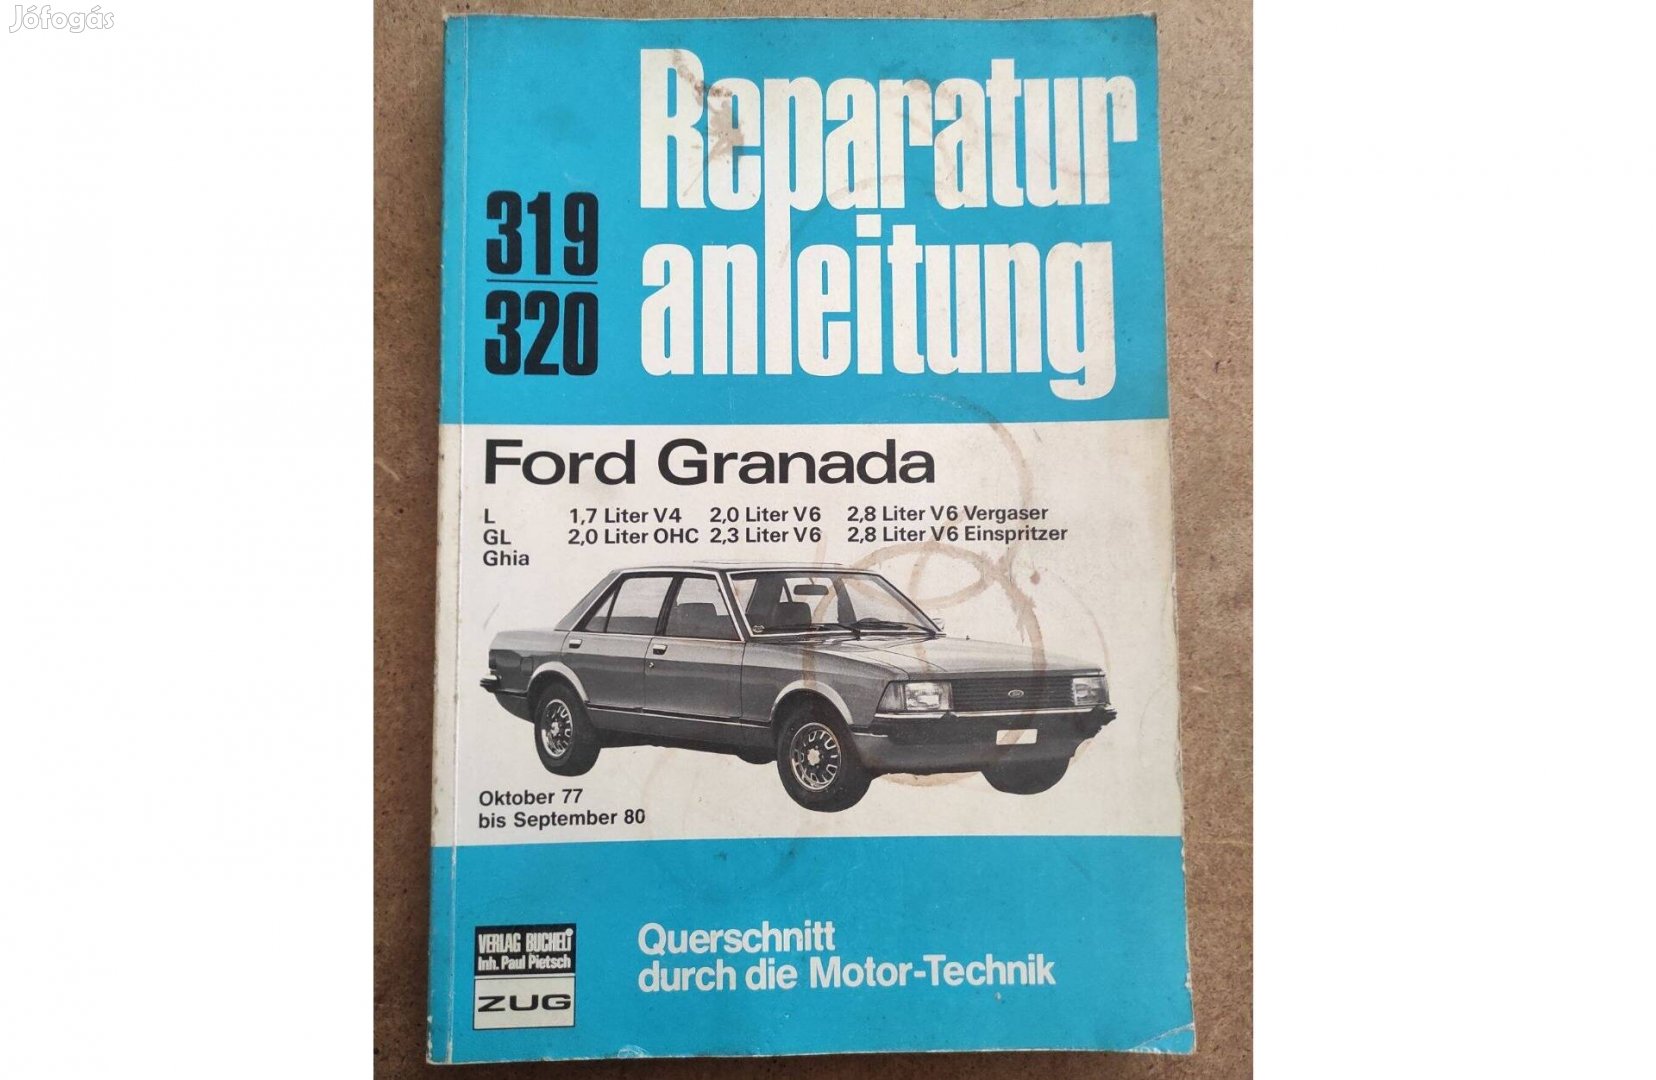 Jófogás
Reparatur
anleitung
319
320
Ford Granada
L 1,7 Liter V4 2,0 Liter V6 2,8 Liter V6 Vergaser
GL 2,0 Liter OHC 2,3 Liter V6 2,8 Liter V6 Einspritzer
Ghia
Oktober 77
bis September 80
VERLAG BUCHELI
Inh. Paul Pietsch
ZUG
Querschnitt
durch die Motor-Technik